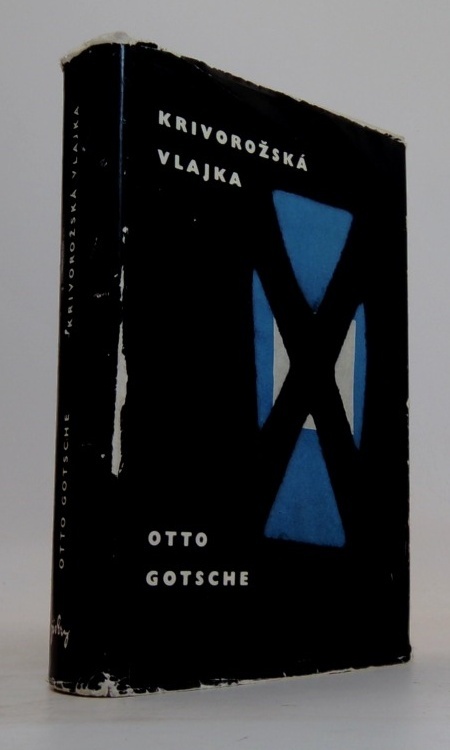 KRIVOROŽSKÁ
VLAJKA
OTTO
GOTSCHE
KRIVOROŽSKÁ VLAJKA
OTTO GOTSCHE